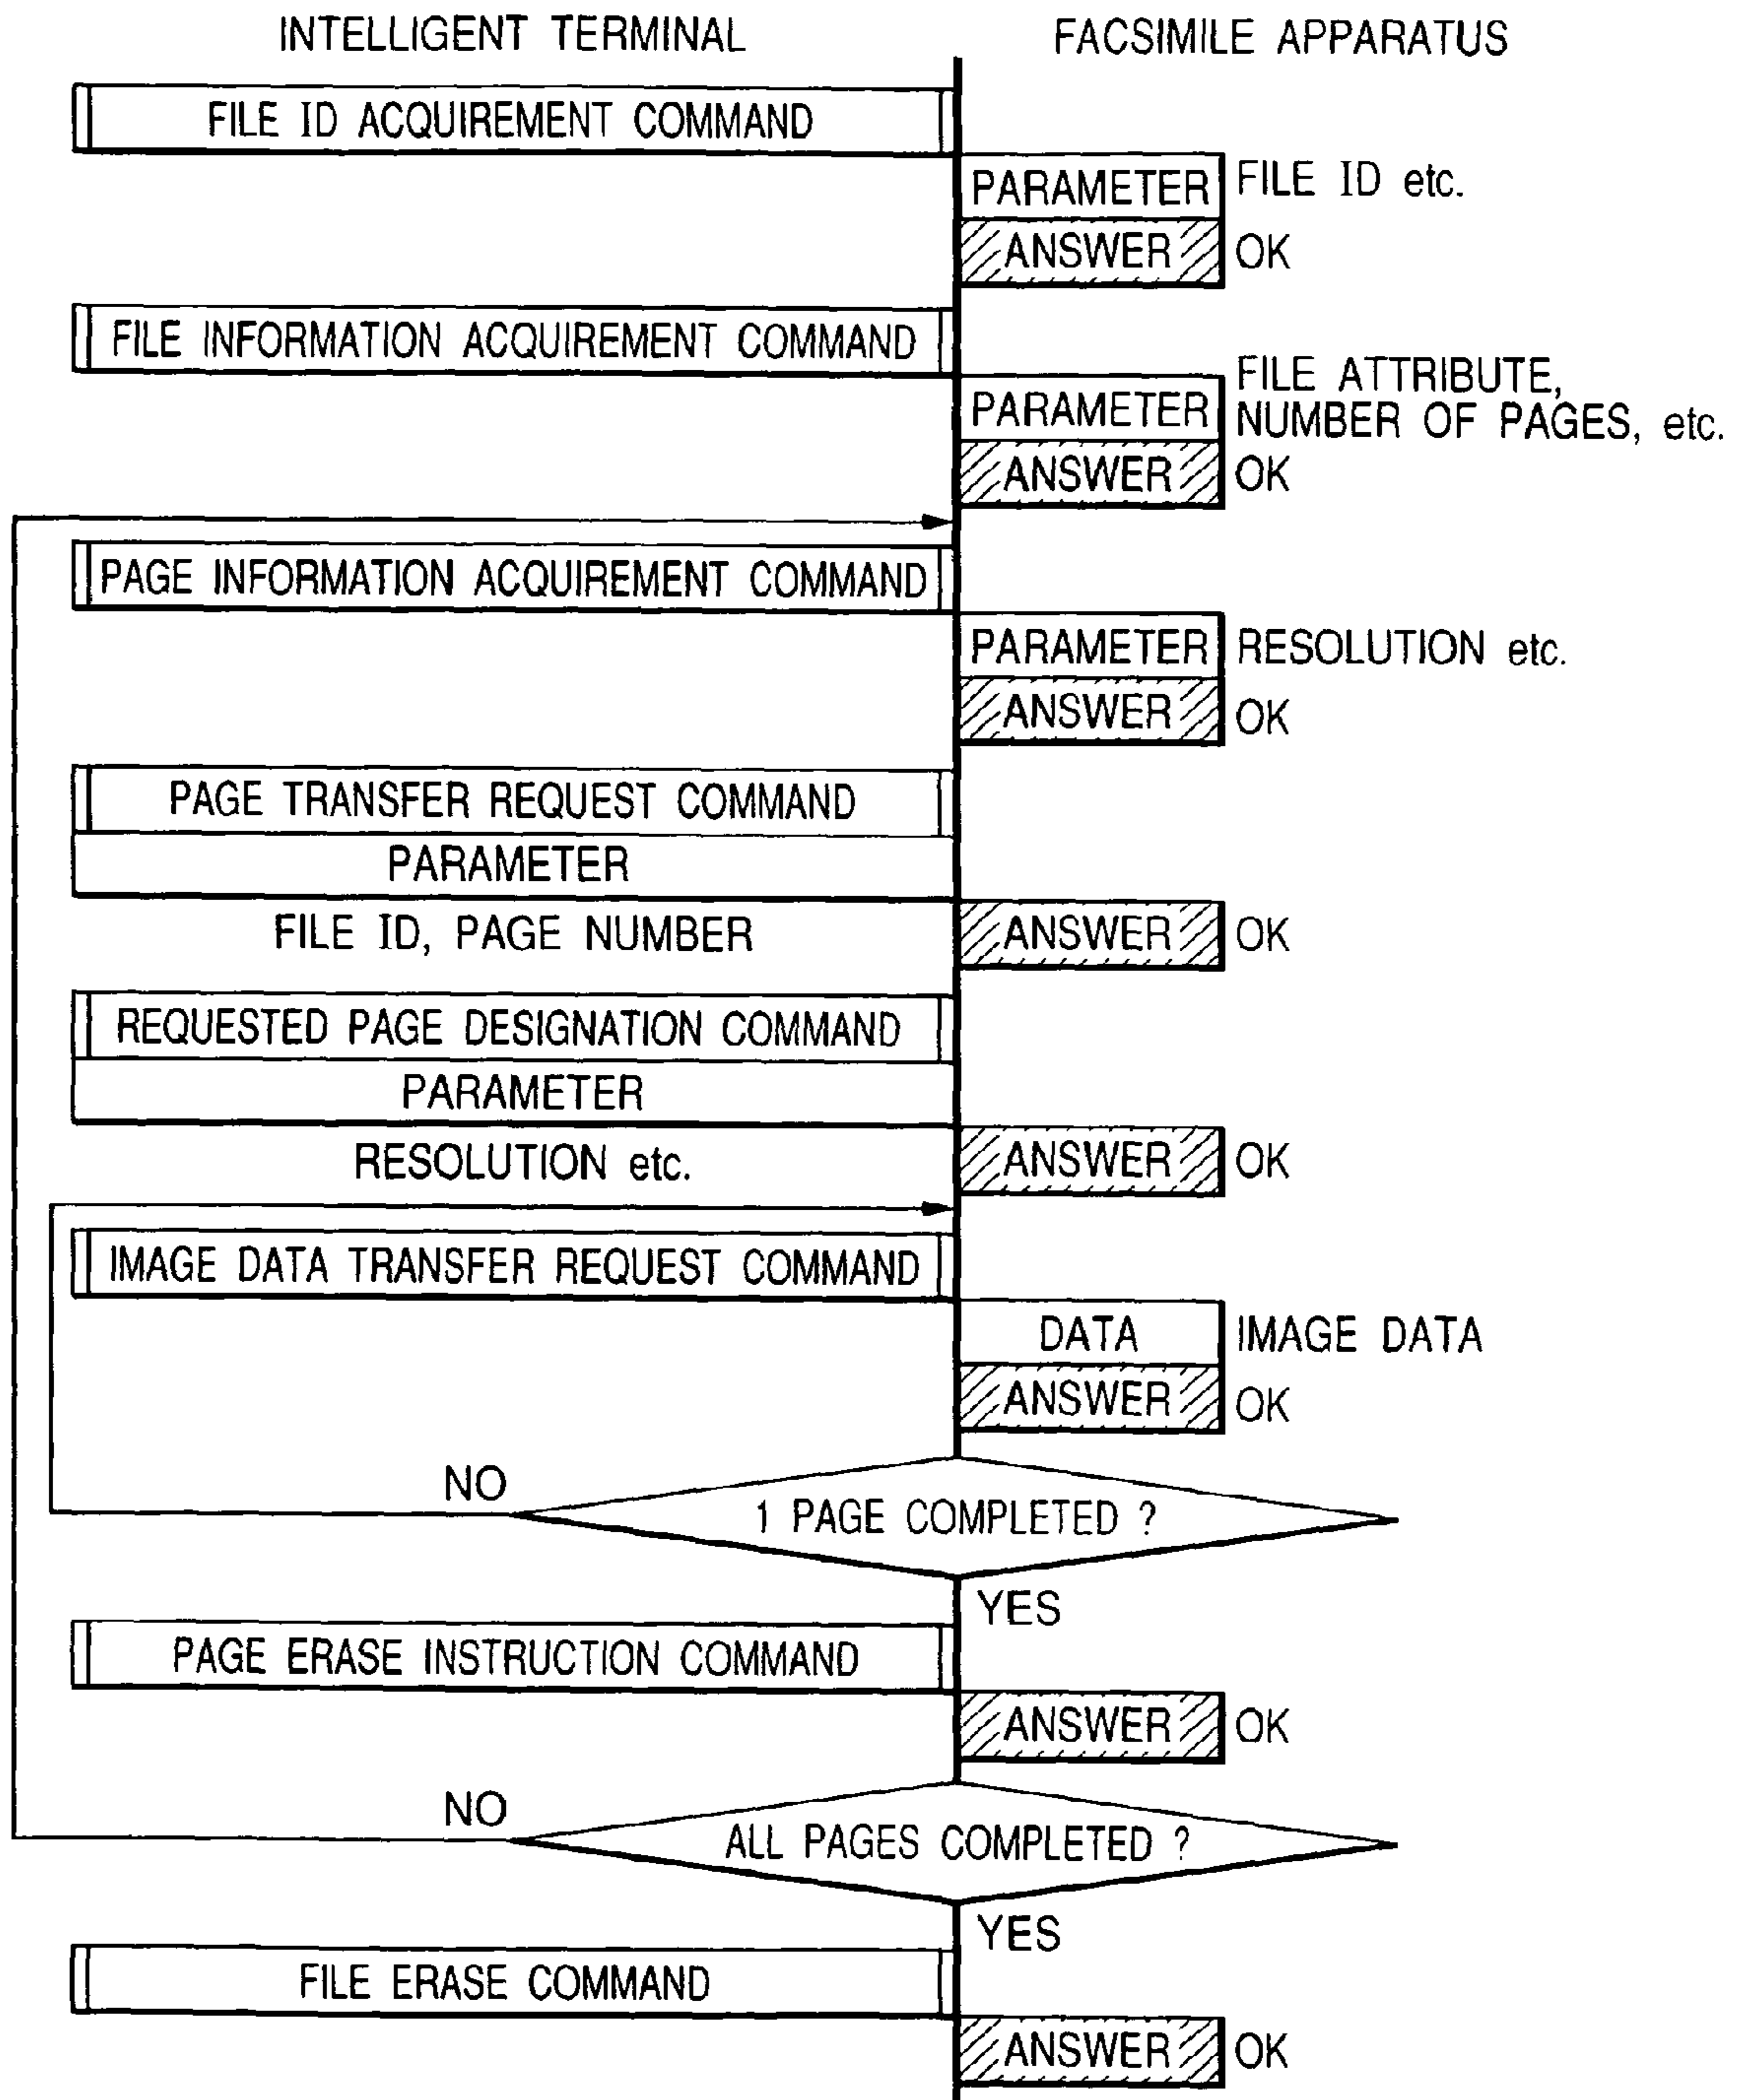 INTELLIGENT TERMINAL
FACSIMILE APPARATUS
FILE ID ACQUIREMENT COMMAND
PARAMETER
FILE ID etc.
ANSWER
OK
FILE INFORMATION ACQUIREMENT COMMAND
PARAMETER
FILE ATTRIBUTE,
NUMBER OF PAGES, etc.
ANSWER
OK
PAGE INFORMATION ACQUIREMENT COMMAND
PARAMETER
RESOLUTION etc.
ANSWER
OK
PAGE TRANSFER REQUEST COMMAND
PARAMETER
FILE ID, PAGE NUMBER
ANSWER
OK
REQUESTED PAGE DESIGNATION COMMAND
PARAMETER
RESOLUTION etc.
ANSWER
OK
IMAGE DATA TRANSFER REQUEST COMMAND
DATA
IMAGE DATA
ANSWER
OK
NO
1 PAGE COMPLETED ?
YES
PAGE ERASE INSTRUCTION COMMAND
ANSWER
OK
NO
ALL PAGES COMPLETED ?
YES
FILE ERASE COMMAND
ANSWER
OK